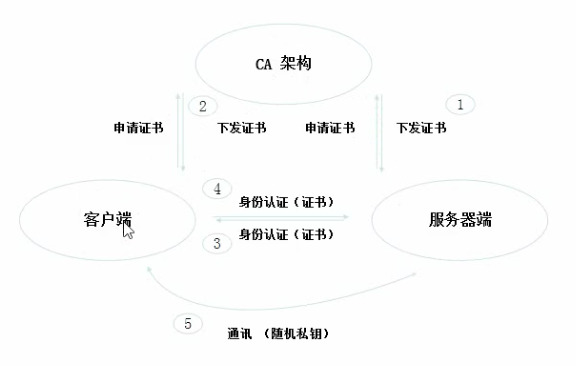 CA 架构
② ①
申请证书 下发证书 申请证书 下发证书
④ 身份认证（证书）
客户端 服务器端
③ 身份认证（证书）
⑤ 通讯 （随机私钥）